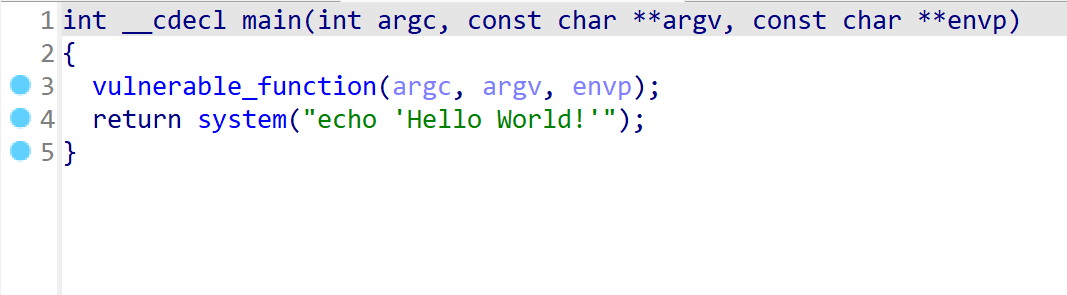 1 int __cdecl main(int argc, const char **argv, const char **envp)
2 {
3   vulnerable_function(argc, argv, envp);
4   return system("echo 'Hello World!'");
5 }